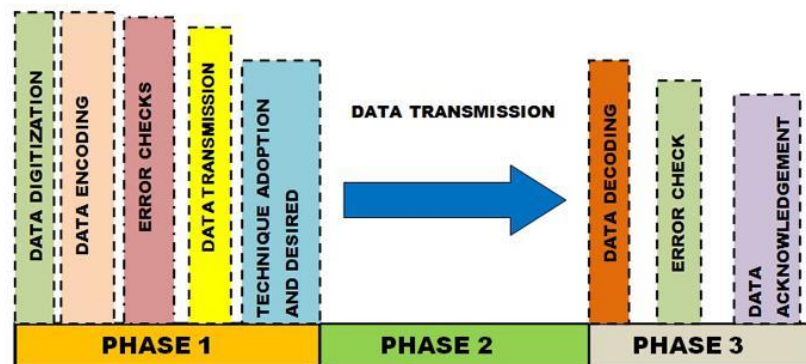 DATA DIGITIZATION
DATA ENCODING
ERROR CHECKS
DATA TRANSMISSION
TECHNIQUE ADOPTION
AND DESIRED
DATA TRANSMISSION
DATA DECODING
ERROR CHECK
DATA
ACKNOWLEDGEMENT
PHASE 1
PHASE 2
PHASE 3